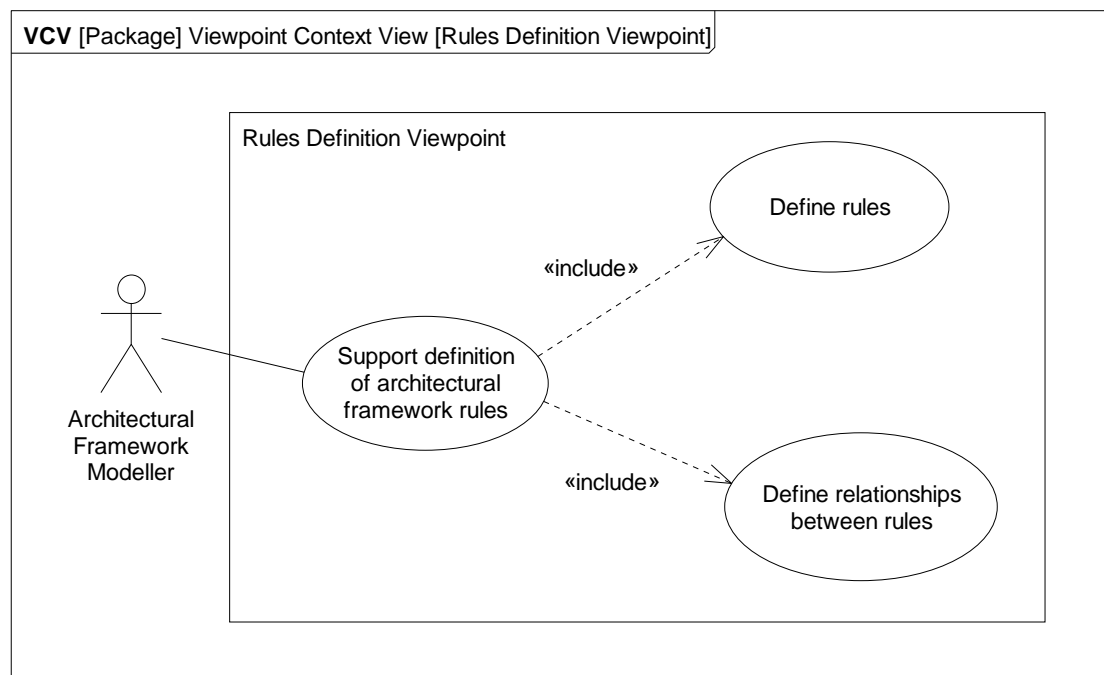 VCV [Package] Viewpoint Context View [Rules Definition Viewpoint]
Rules Definition Viewpoint
Define rules
«include»
Support definition
of architectural
framework rules
Architectural
Framework
Modeller
«include»
Define relationships
between rules